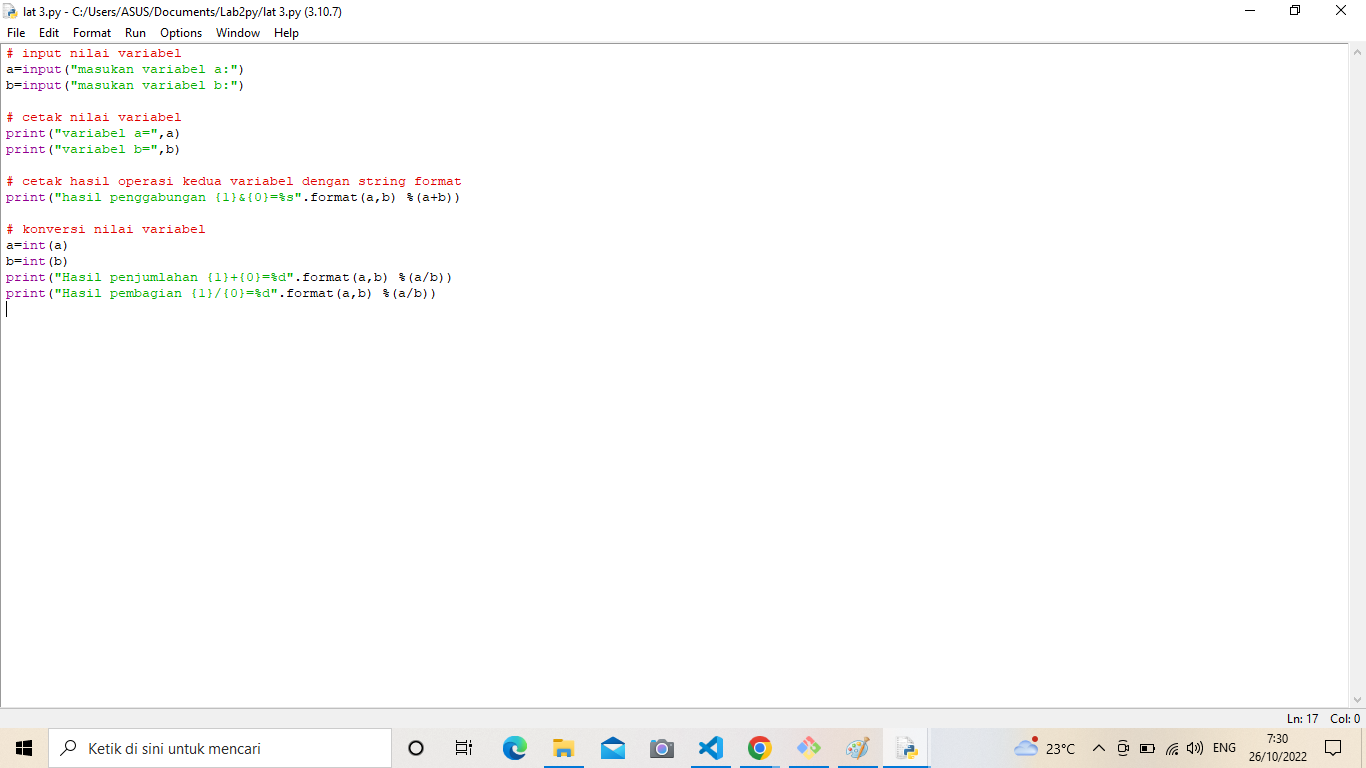 lat 3.py - C:/Users/ASUS/Documents/Lab2py/lat 3.py (3.10.7)
File Edit Format Run Options Window Help
# input nilai variabel
a=input("masukan variabel a:")
b=input("masukan variabel b:")
# cetak nilai variabel
print("variabel a=",a)
print("variabel b=",b)
# cetak hasil operasi kedua variabel dengan string format
print("hasil penggabungan {1}&{0}=%s".format(a,b) %(a+b))
# konversi nilai variabel
a=int(a)
b=int(b)
print("Hasil penjumlahan {1}+{0}=%d".format(a,b) %(a/b))
print("Hasil pembagian {1}/{0}=%d".format(a,b) %(a/b))
Ln: 17 Col: 0
Ketik di sini untuk mencari
23°C
ENG
7:30
26/10/2022